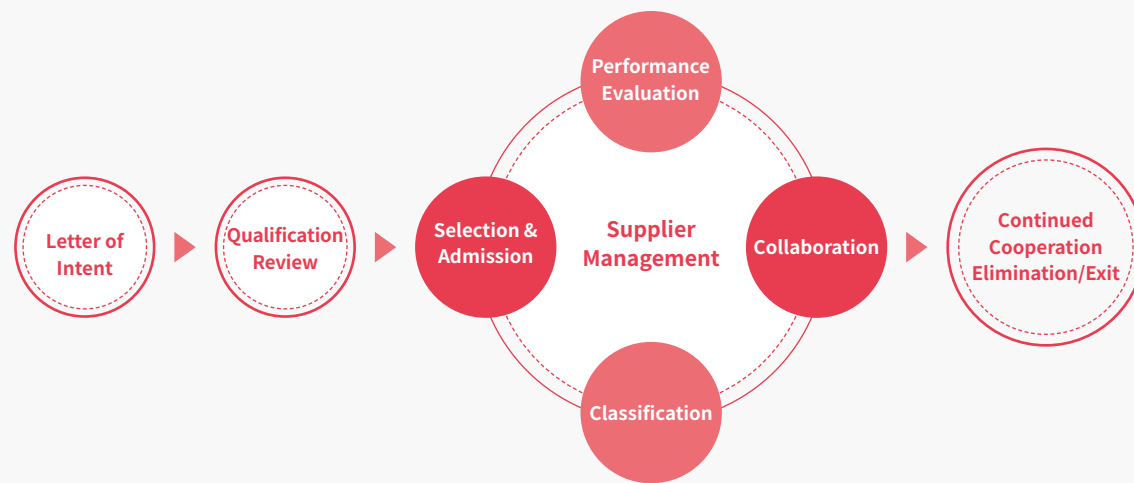 Letter of
Intent
Qualification
Review
Selection &
Admission
Performance
Evaluation
Supplier
Management
Classification
Collaboration
Continued
Cooperation
Elimination/Exit